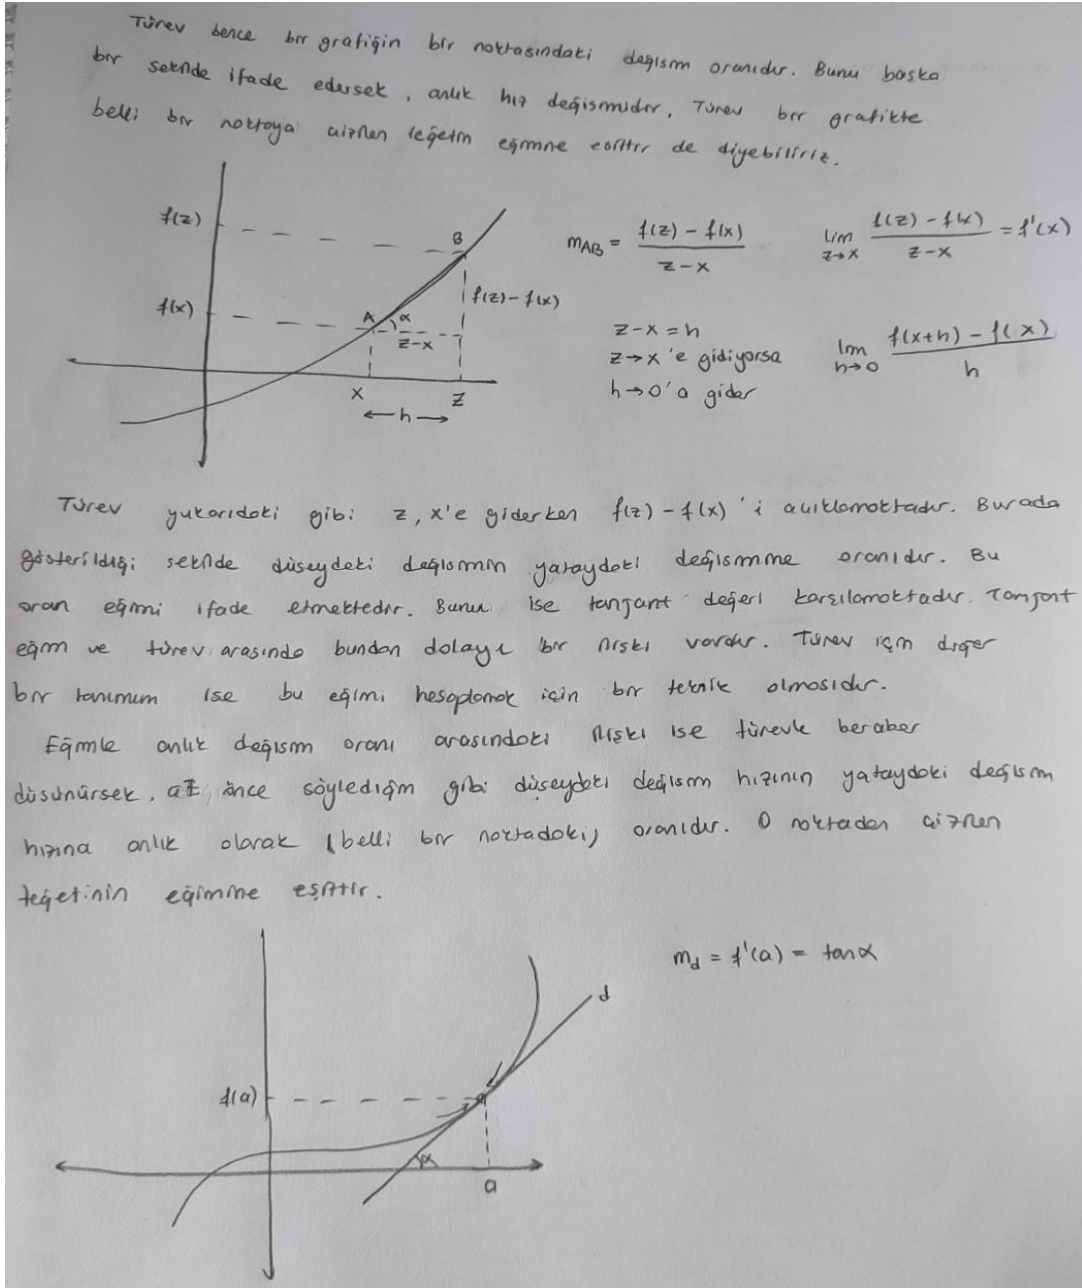 Türev bence bir grafiğin bir noktasındaki değişim oranıdır. Bunu başka
bir şekilde ifade edersek, anlık hız değişimidir. Türev bir grafikte
belli bir noktaya çizilen teğetin eğimine eşittir de diyebiliriz.
f(z)
B
m_AB = f(z) - f(x) / z - x
lim z→x f(z) - f(x) / z - x = f'(x)
f(z) - f(x)
f(x)
A α
z - x
z - x = h
z → x 'e gidiyorsa
h → 0'a gider
lim h→0 f(x+h) - f(x) / h
x z
← h →
Türev yukarıdaki gibi z, x'e giderken f(z) - f(x) 'i açıklamaktadır. Burada
gösterildiği şekilde düşeydeki değişimin yataydaki değişimine oranıdır. Bu
oran eğimi ifade etmektedir. Bunu ise tanjant değeri karşılamaktadır. Tanjant
eğim ve türev arasında bundan dolayı bir ilişki vardır. Türev için diğer
bir tanımım ise bu eğimi hesaplamak için bir teknik olmasıdır.
Eğimle anlık değişim oranı arasındaki ilişki ise türevle beraber
düşünürsek, az önce söylediğim gibi düşeydeki değişim hızının yataydaki değişim
hızına anlık olarak (belli bir noktadaki) oranıdır. O noktadan çizilen
teğetinin eğimine eşittir.
m_d = f'(a) = tanα
d
f(a)
α
a